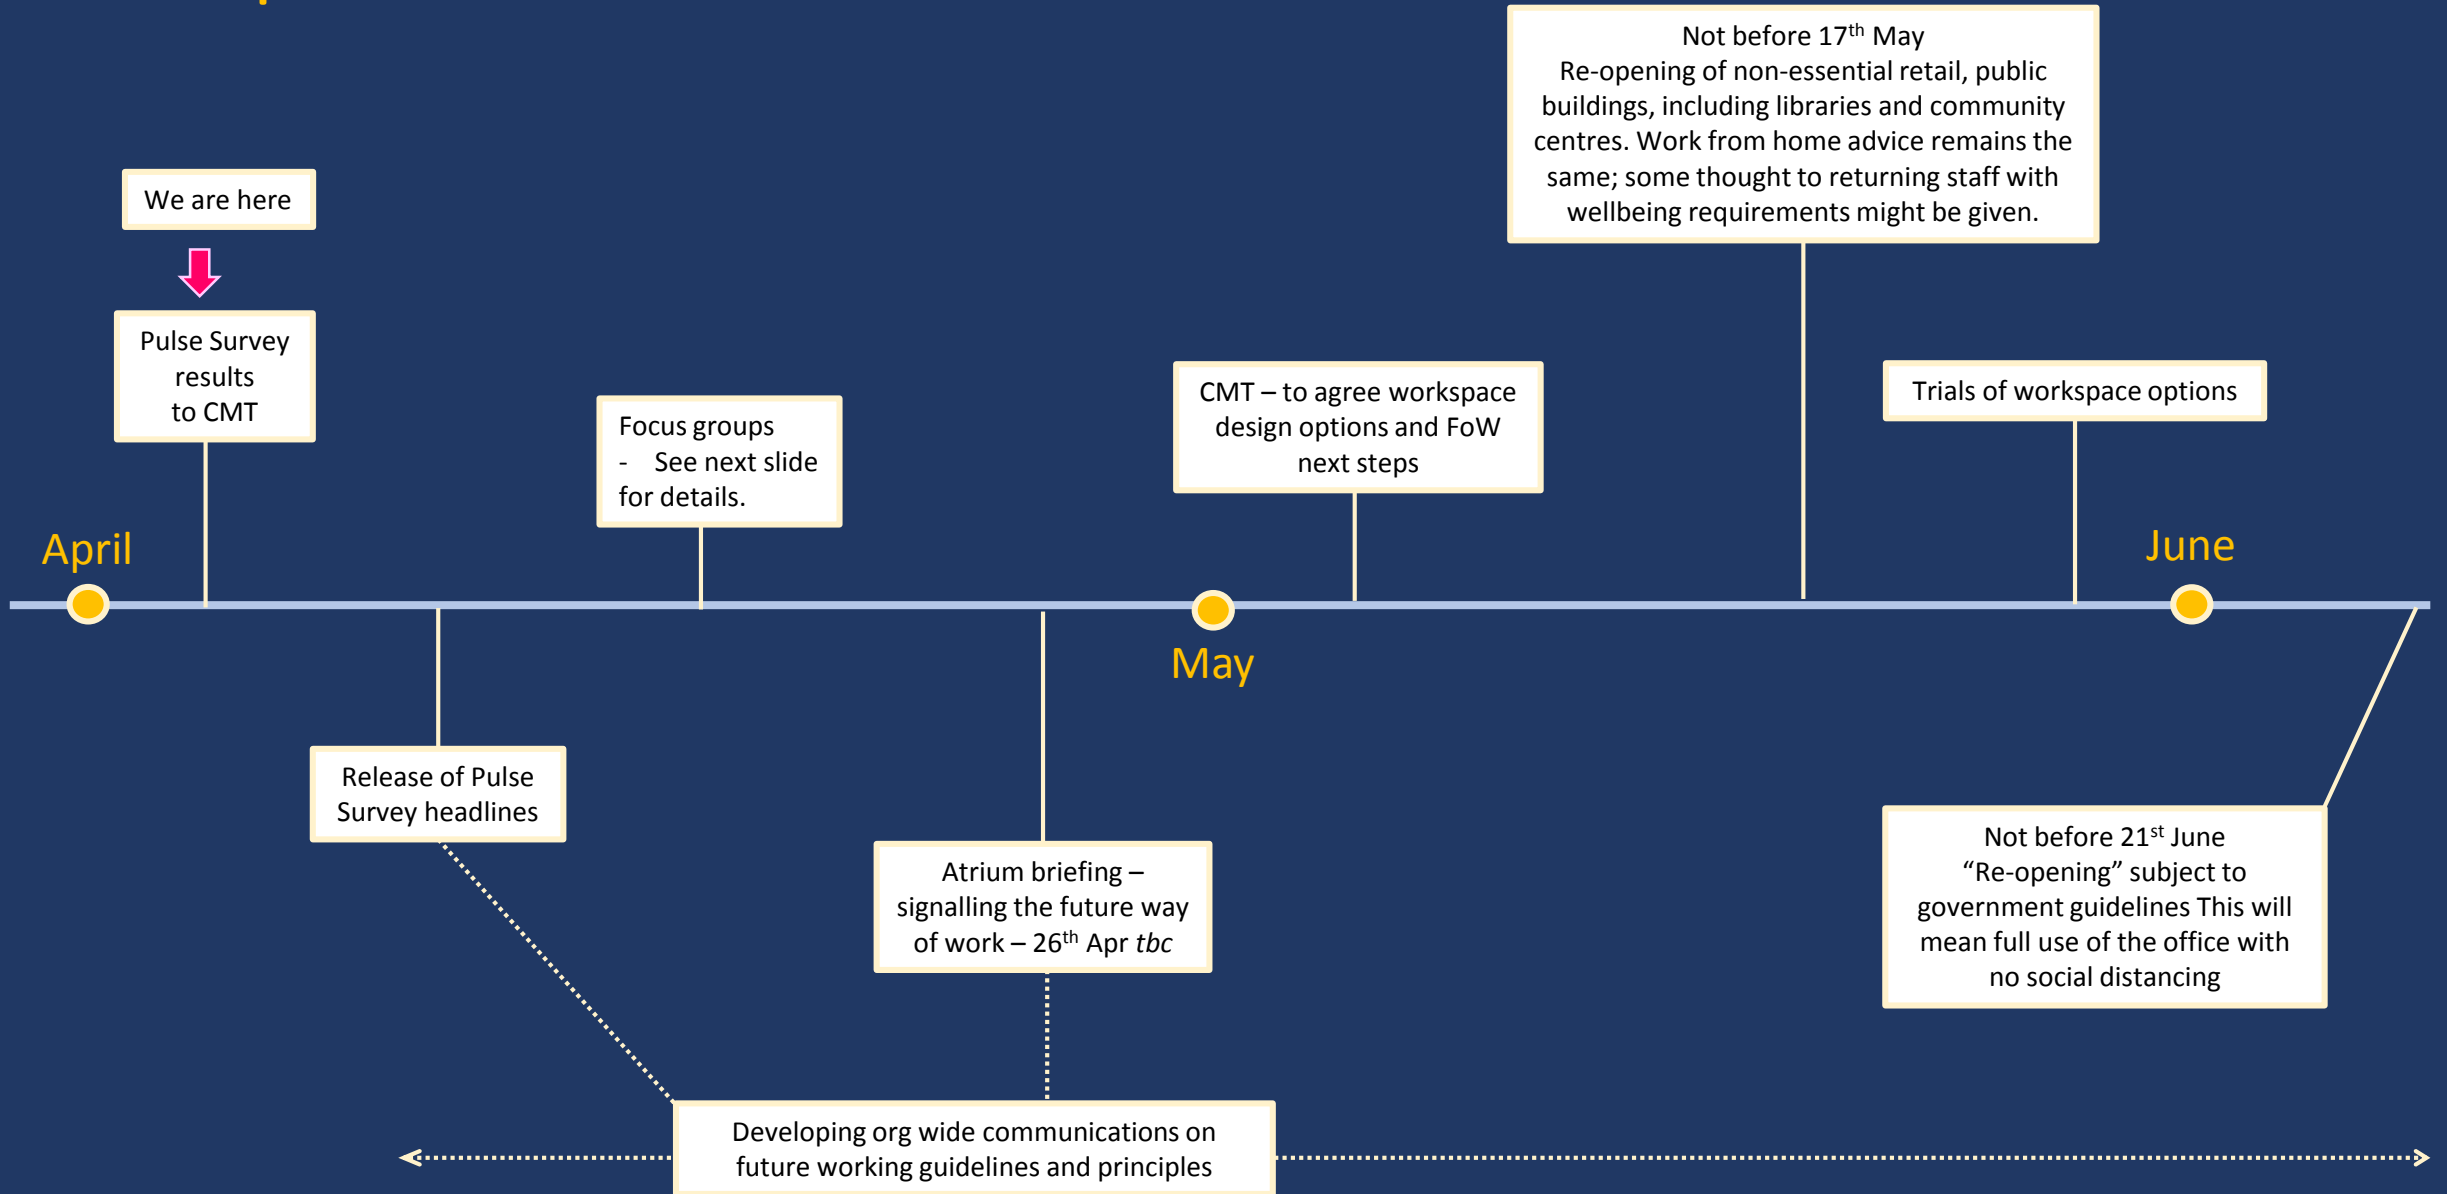 Not before 17th May
Re-opening of non-essential retail, public
buildings, including libraries and community
centres. Work from home advice remains the
same; some thought to returning staff with
wellbeing requirements might be given.
We are here
Pulse Survey
results
to CMT
Focus groups
- See next slide
for details.
CMT – to agree workspace
design options and FoW
next steps
Trials of workspace options
April
June
May
Release of Pulse
Survey headlines
Atrium briefing –
signalling the future way
of work – 26th Apr tbc
Not before 21st June
“Re-opening” subject to
government guidelines This will
mean full use of the office with
no social distancing
Developing org wide communications on
future working guidelines and principles